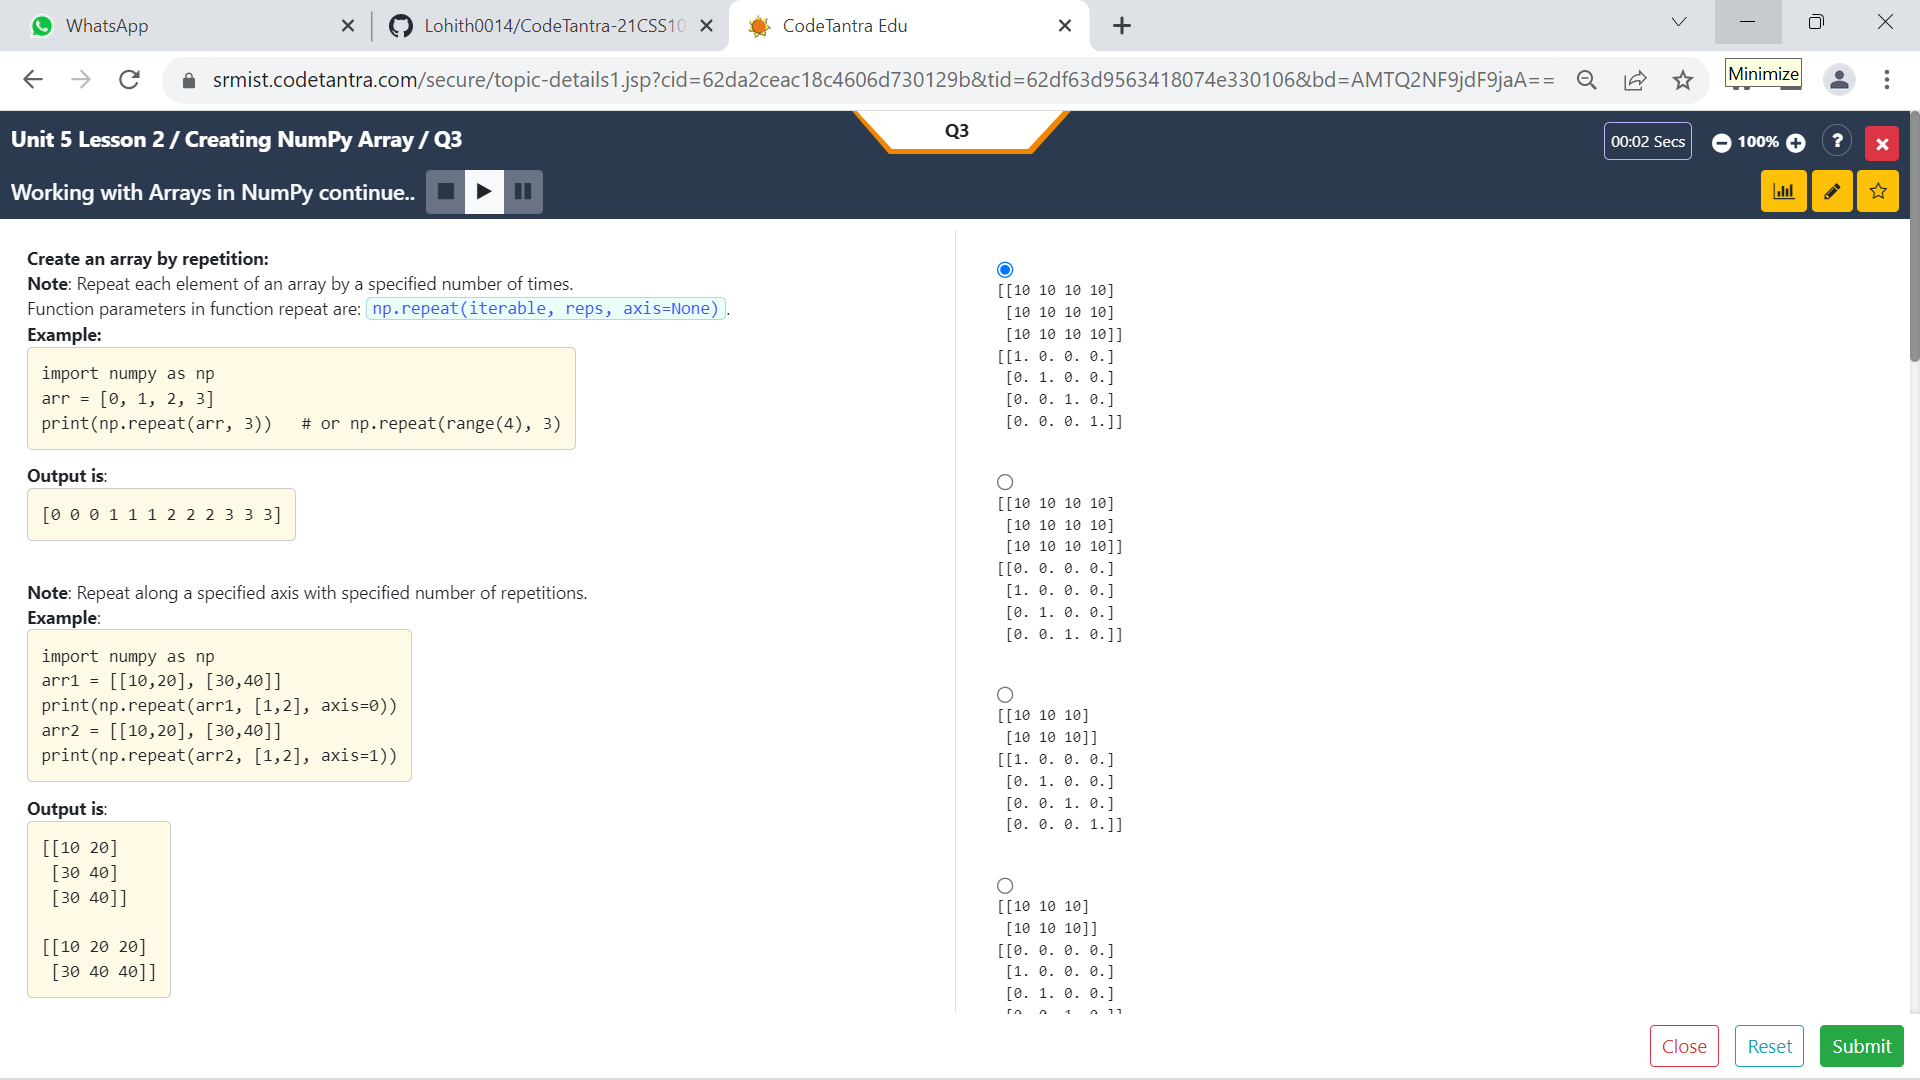 WhatsApp
Lohith0014/CodeTantra-21CSS10
CodeTantra Edu
srmist.codetantra.com/secure/topic-details1.jsp?cid=62da2ceac18c4606d730129b&tid=62df63d9563418074e330106&bd=AMTQ2NF9jdF9jaA==
Minimize
Unit 5 Lesson 2 / Creating NumPy Array / Q3
Q3
00:02 Secs
100%
?
Working with Arrays in NumPy continue..
Create an array by repetition:
Note: Repeat each element of an array by a specified number of times.
Function parameters in function repeat are: np.repeat(iterable, reps, axis=None).
Example:
import numpy as np
arr = [0, 1, 2, 3]
print(np.repeat(arr, 3))   # or np.repeat(range(4), 3)
Output is:
[0 0 0 1 1 1 2 2 2 3 3 3]
Note: Repeat along a specified axis with specified number of repetitions.
Example:
import numpy as np
arr1 = [[10,20], [30,40]]
print(np.repeat(arr1, [1,2], axis=0))
arr2 = [[10,20], [30,40]]
print(np.repeat(arr2, [1,2], axis=1))
Output is:
[[10 20]
[30 40]
[30 40]]
[[10 20 20]
[30 40 40]]
[[10 10 10 10]
[10 10 10 10]
[10 10 10 10]]
[[1. 0. 0. 0.]
[0. 1. 0. 0.]
[0. 0. 1. 0.]
[0. 0. 0. 1.]]
[[10 10 10 10]
[10 10 10 10]
[10 10 10 10]]
[[0. 0. 0. 0.]
[1. 0. 0. 0.]
[0. 1. 0. 0.]
[0. 0. 1. 0.]]
[[10 10 10]
[10 10 10]]
[[1. 0. 0. 0.]
[0. 1. 0. 0.]
[0. 0. 1. 0.]
[0. 0. 0. 1.]]
[[10 10 10]
[10 10 10]]
[[0. 0. 0. 0.]
[1. 0. 0. 0.]
[0. 1. 0. 0.]
Close
Reset
Submit